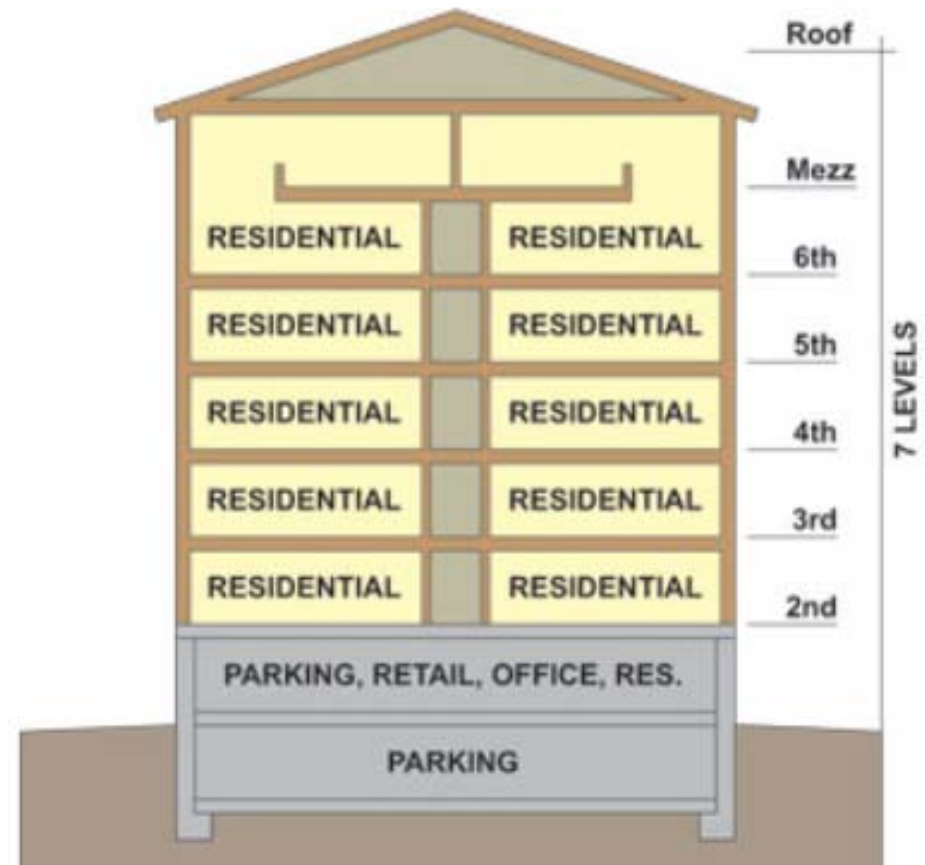 Roof
Mezz
RESIDENTIAL RESIDENTIAL
6th
RESIDENTIAL RESIDENTIAL
5th
RESIDENTIAL RESIDENTIAL
4th
RESIDENTIAL RESIDENTIAL
3rd
RESIDENTIAL RESIDENTIAL
2nd
7 LEVELS
PARKING, RETAIL, OFFICE, RES.
PARKING